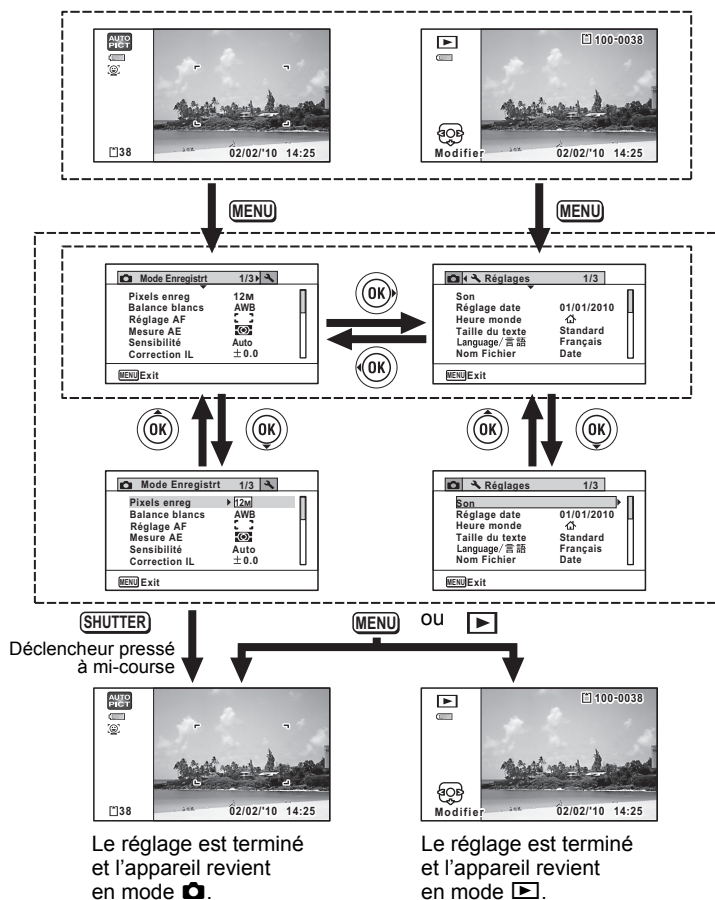 AUTO
PICT
38
02/02/'10 14:25
100-0038
Modifier
02/02/'10 14:25
MENU
MENU
Mode Enregistrt 1/3
Pixels enreg 12M
Balance blancs AWB
Réglage AF
Mesure AE
Sensibilité Auto
Correction IL ±0.0
MENU Exit
OK
OK
Réglages 1/3
Son
Réglage date 01/01/2010
Heure monde
Taille du texte Standard
Language/言語 Français
Nom Fichier Date
MENU Exit
OK
OK
OK
OK
Mode Enregistrt 1/3
Pixels enreg 12M
Balance blancs AWB
Réglage AF
Mesure AE
Sensibilité Auto
Correction IL ±0.0
MENU Exit
Réglages 1/3
Son
Réglage date 01/01/2010
Heure monde
Taille du texte Standard
Language/言語 Français
Nom Fichier Date
MENU Exit
SHUTTER
Déclencheur pressé
à mi-course
MENU ou
AUTO
PICT
38
02/02/'10 14:25
100-0038
Modifier
02/02/'10 14:25
Le réglage est terminé
et l'appareil revient
en mode .
Le réglage est terminé
et l'appareil revient
en mode .